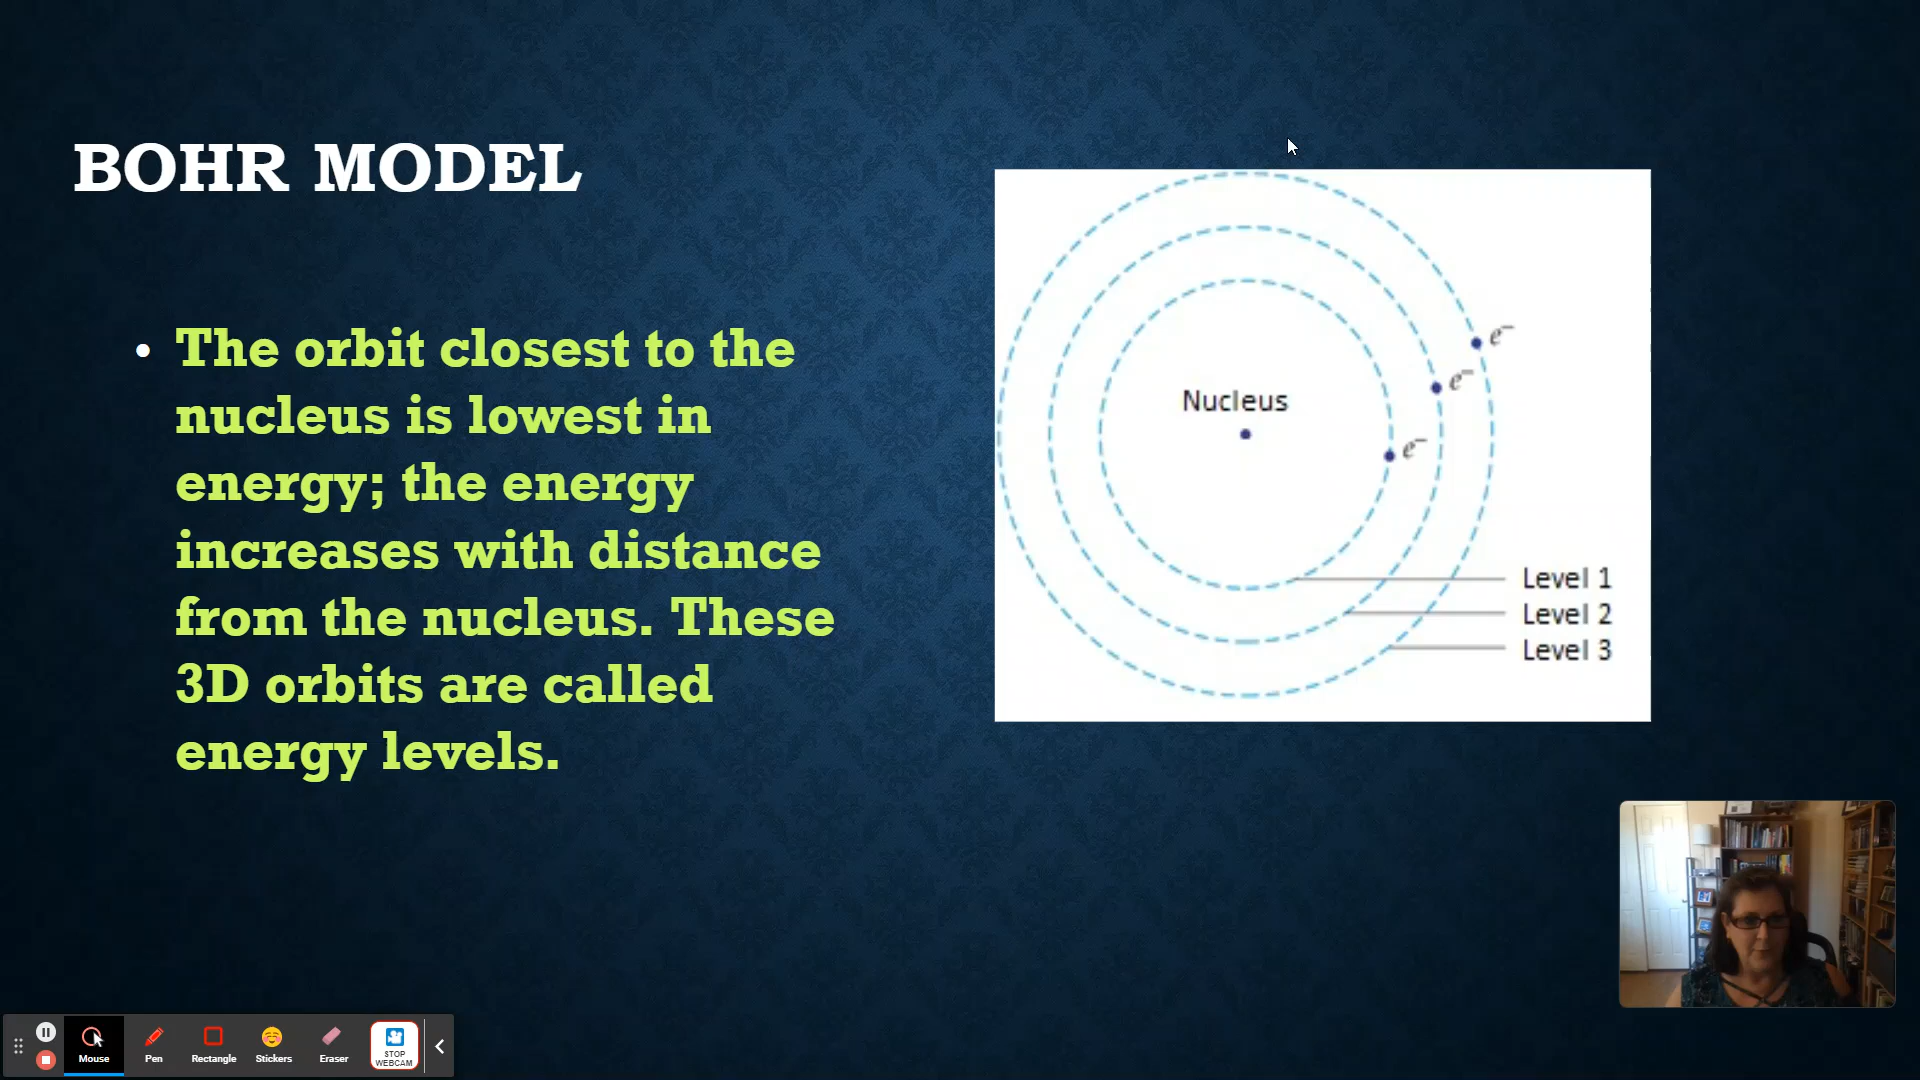 BOHR MODEL
• The orbit closest to the
nucleus is lowest in
energy; the energy
increases with distance
from the nucleus. These
3D orbits are called
energy levels.
e⁻
e⁻
Nucleus
e⁻
Level 1
Level 2
Level 3
Mouse
Pen
Rectangle
Stickers
Eraser
STOP
WEBCAM